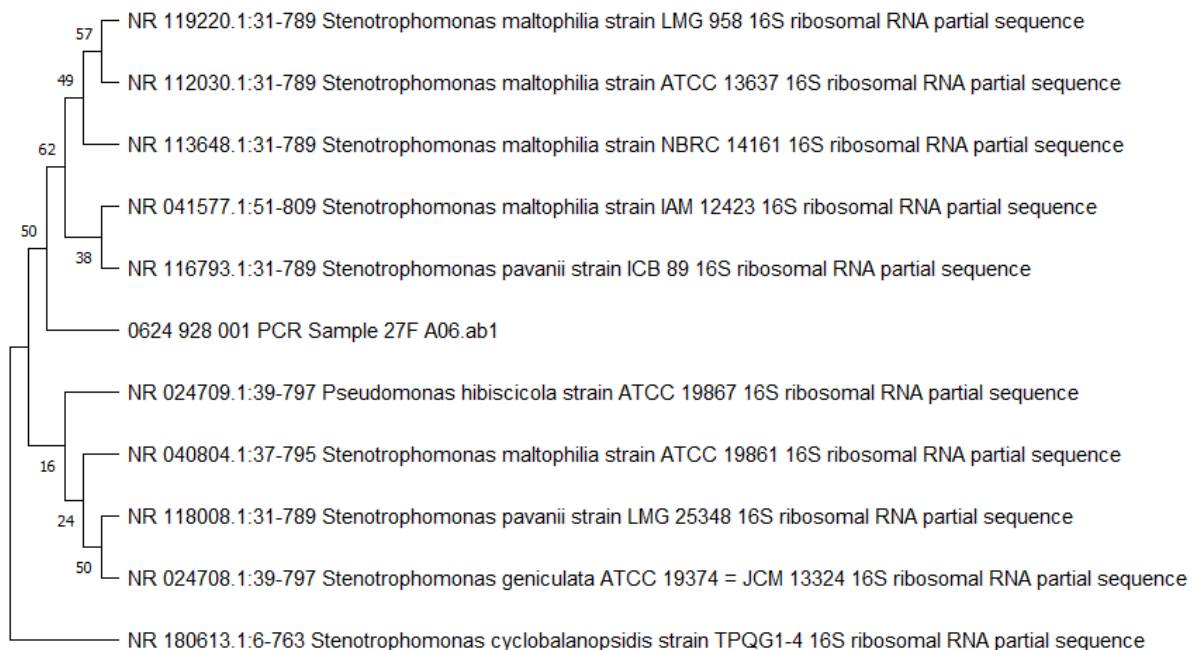 57
NR 119220.1:31-789 Stenotrophomonas maltophilia strain LMG 958 16S ribosomal RNA partial sequence
NR 112030.1:31-789 Stenotrophomonas maltophilia strain ATCC 13637 16S ribosomal RNA partial sequence
49
NR 113648.1:31-789 Stenotrophomonas maltophilia strain NBRC 14161 16S ribosomal RNA partial sequence
62
NR 041577.1:51-809 Stenotrophomonas maltophilia strain IAM 12423 16S ribosomal RNA partial sequence
50
38
NR 116793.1:31-789 Stenotrophomonas pavanii strain ICB 89 16S ribosomal RNA partial sequence
0624 928 001 PCR Sample 27F A06.ab1
NR 024709.1:39-797 Pseudomonas hibiscicola strain ATCC 19867 16S ribosomal RNA partial sequence
16
NR 040804.1:37-795 Stenotrophomonas maltophilia strain ATCC 19861 16S ribosomal RNA partial sequence
24
NR 118008.1:31-789 Stenotrophomonas pavanii strain LMG 25348 16S ribosomal RNA partial sequence
50
NR 024708.1:39-797 Stenotrophomonas geniculata ATCC 19374 = JCM 13324 16S ribosomal RNA partial sequence
NR 180613.1:6-763 Stenotrophomonas cyclobalanopsidis strain TPQG1-4 16S ribosomal RNA partial sequence